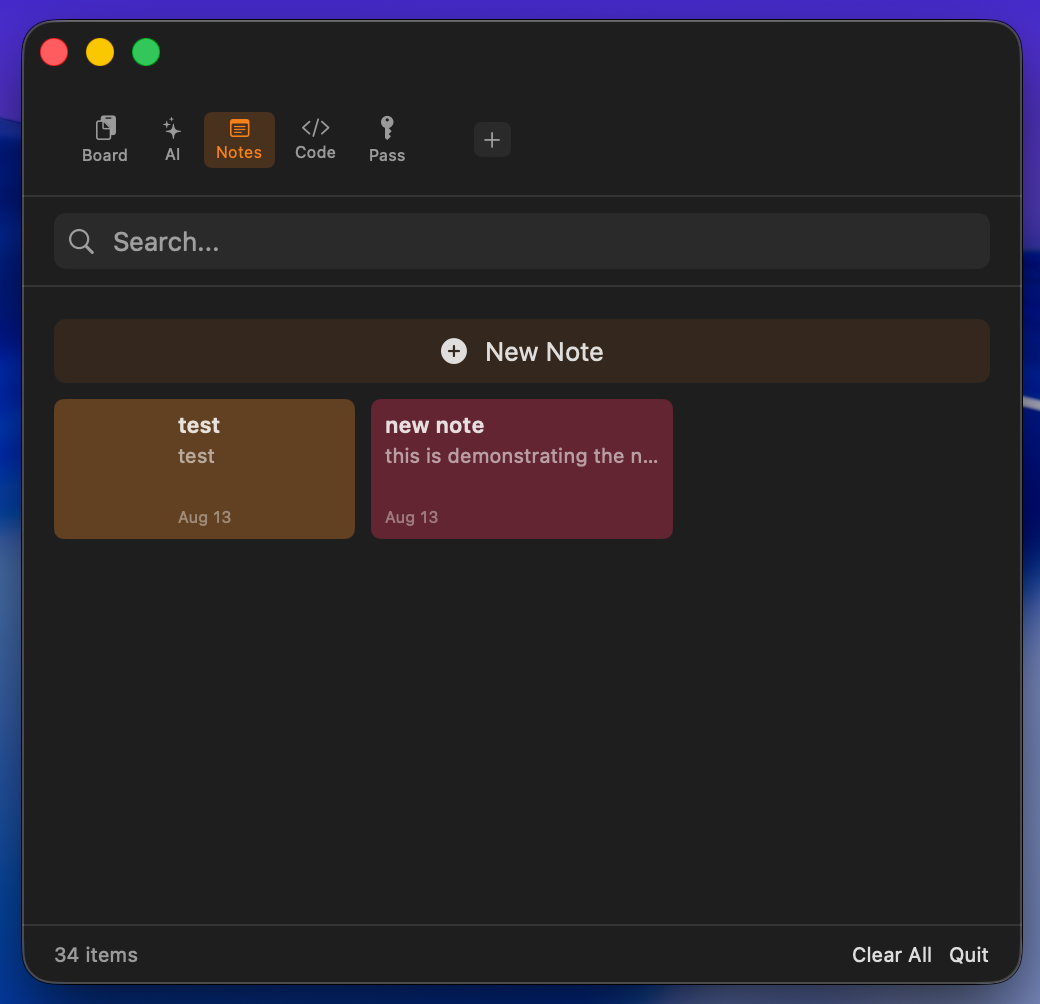 Board
AI
Notes
Code
Pass
Search...
New Note
test
test
Aug 13
new note
this is demonstrating the n...
Aug 13
34 items
Clear All
Quit